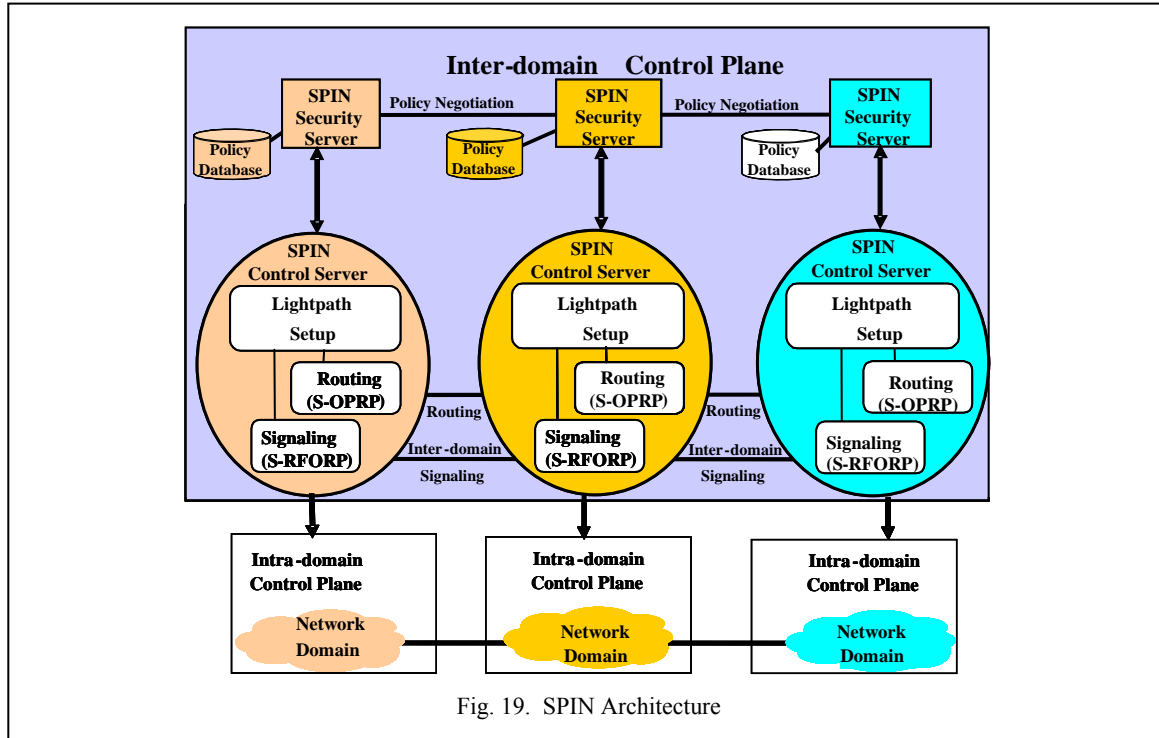 Inter-domain Control Plane
SPIN
Security
Server
Policy Negotiation
SPIN
Security
Server
Policy Negotiation
SPIN
Security
Server
Policy
Database
Policy
Database
Policy
Database
SPIN
Control Server
Lightpath
Setup
Routing
(S-OPRP)
Signaling
(S-RFORP)
Routing
Inter-domain
Signaling
SPIN
Control Server
Lightpath
Setup
Routing
(S-OPRP)
Signaling
(S-RFORP)
Routing
Inter-domain
Signaling
SPIN
Control Server
Lightpath
Setup
Routing
(S-OPRP)
Signaling
(S-RFORP)
Intra-domain
Control Plane
Network
Domain
Intra-domain
Control Plane
Network
Domain
Intra-domain
Control Plane
Network
Domain
Fig. 19. SPIN Architecture